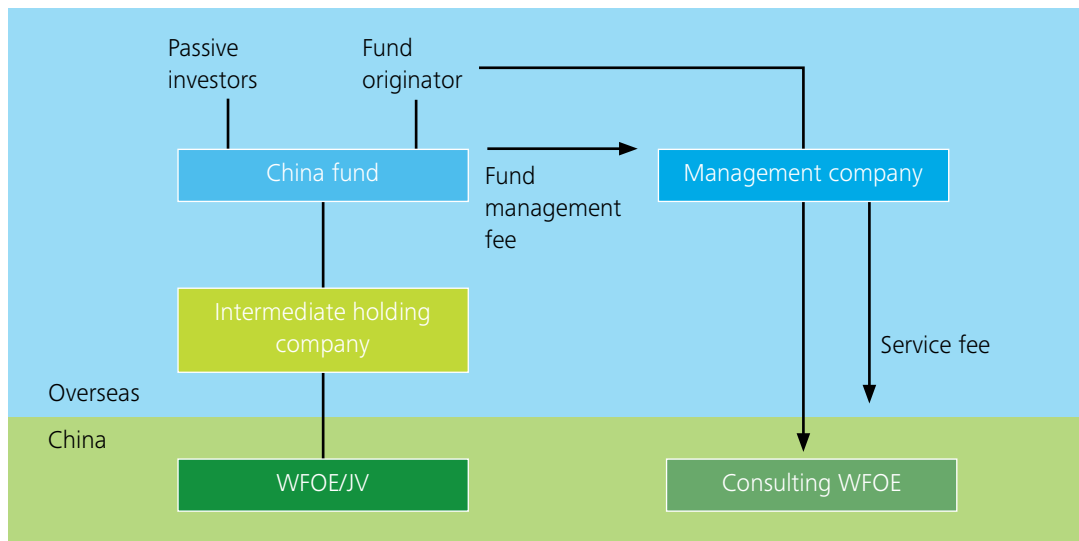 Passive
investors
Fund
originator
China fund
Fund
management
fee
Management company
Intermediate holding
company
Service fee
Overseas
China
WFOE/JV
Consulting WFOE